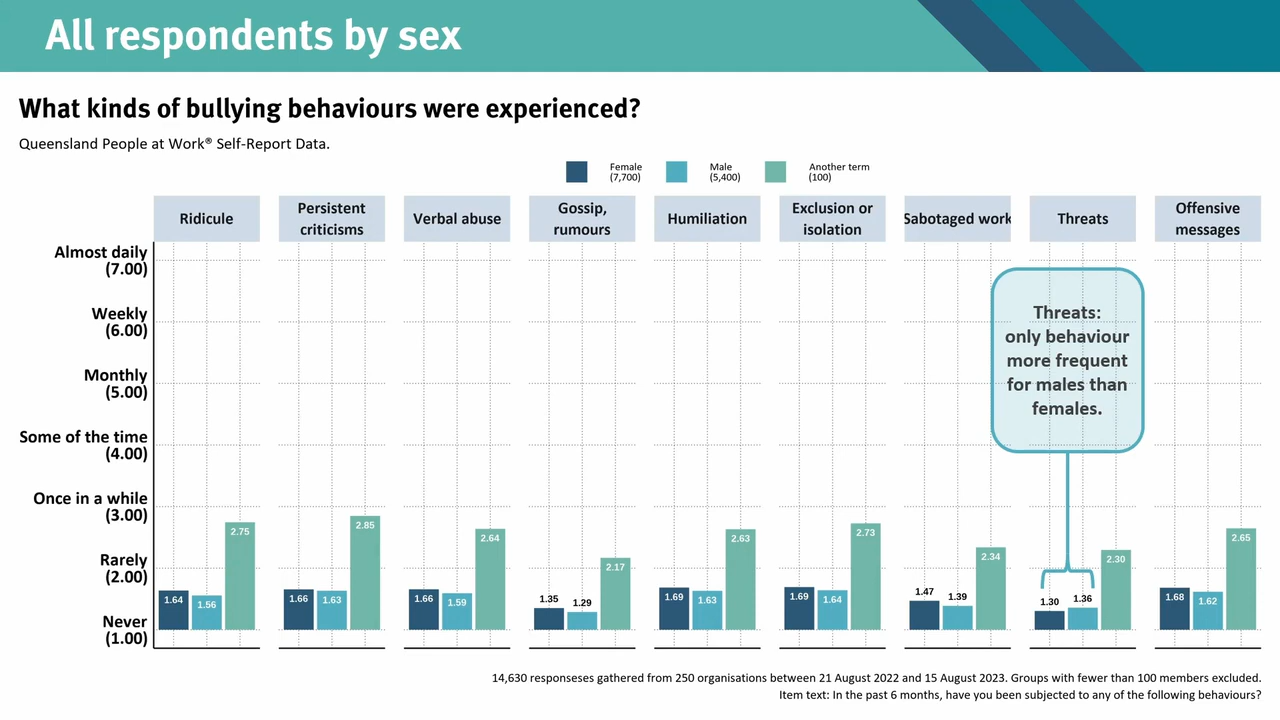 All respondents by sex
What kinds of bullying behaviours were experienced?
Queensland People at Work® Self-Report Data.
Female
(7,700)
Male
(5,400)
Another term
(100)
Ridicule
Persistent
criticisms
Verbal abuse
Gossip,
rumours
Humiliation
Exclusion or
isolation
Sabotaged work
Threats
Offensive
messages
Almost daily
(7.00)
Weekly
(6.00)
Monthly
(5.00)
Some of the time
(4.00)
Once in a while
(3.00)
Rarely
(2.00)
Never
(1.00)
Threats:
only behaviour
more frequent
for males than
females.
1.64 1.56 2.75
1.66 1.63 2.85
1.66 1.59 2.64
1.35 1.29 2.17
1.69 1.63 2.63
1.69 1.64 2.73
1.47 1.39 2.34
1.30 1.36 2.30
1.68 1.62 2.65
14,630 responseses gathered from 250 organisations between 21 August 2022 and 15 August 2023. Groups with fewer than 100 members excluded.
Item text: In the past 6 months, have you been subjected to any of the following behaviours?